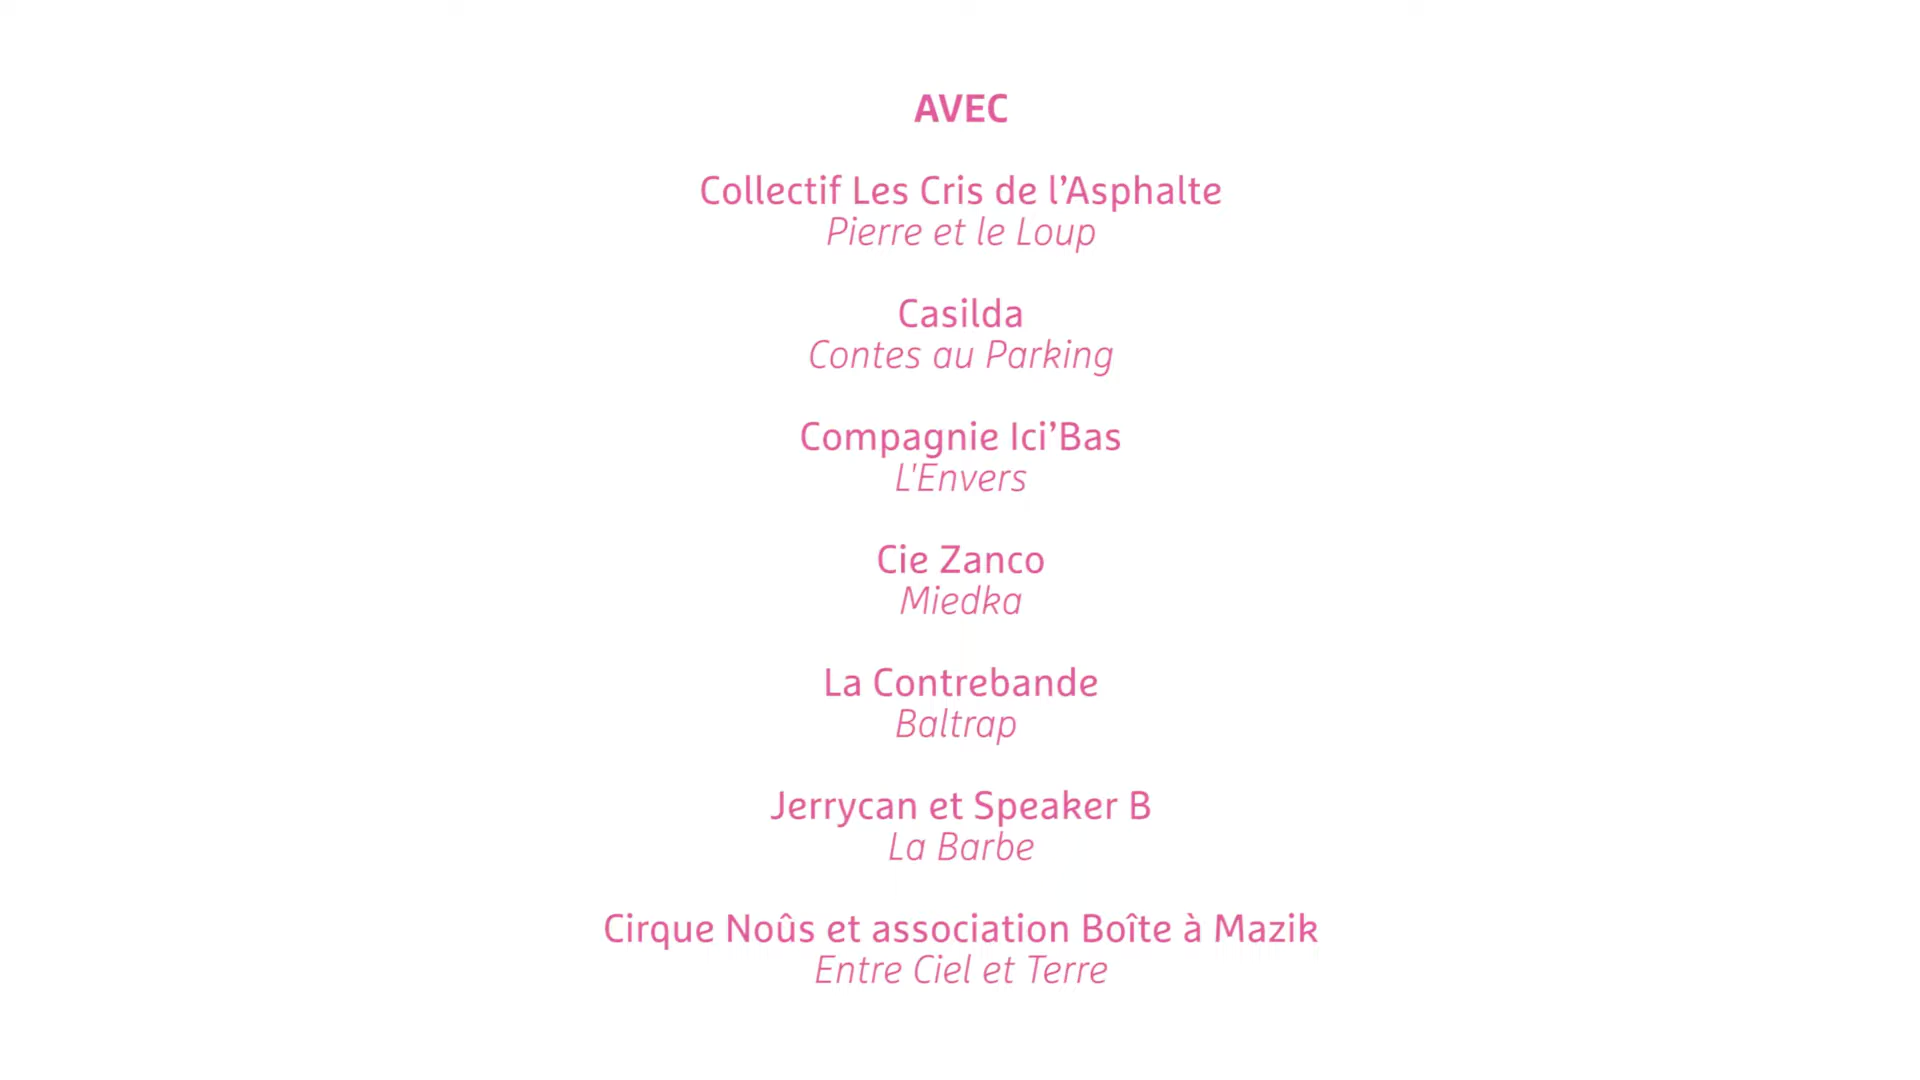 AVEC
Collectif Les Cris de l’Asphalte
Pierre et le Loup
Casilda
Contes au Parking
Compagnie Ici’Bas
L'Envers
Cie Zanco
Miedka
La Contrebande
Baltrap
Jerrycan et Speaker B
La Barbe
Cirque Noûs et association Boîte à Mazik
Entre Ciel et Terre